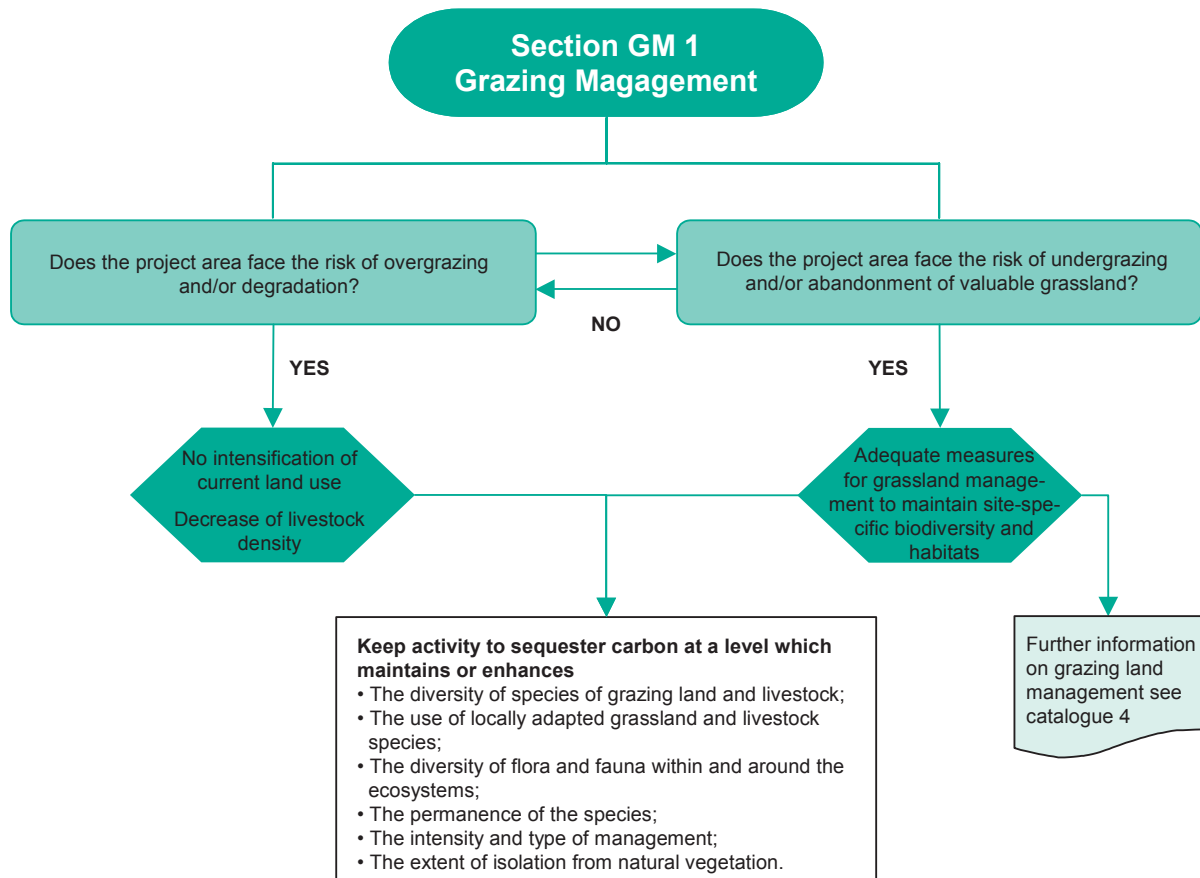 Section GM 1
Grazing Magagement
Does the project area face the risk of overgrazing
and/or degradation?
Does the project area face the risk of undergrazing
and/or abandonment of valuable grassland?
NO
YES
YES
No intensification of
current land use
Decrease of livestock
density
Adequate measures
for grassland manage-
ment to maintain site-spe-
cific biodiversity and
habitats
Keep activity to sequester carbon at a level which
maintains or enhances
• The diversity of species of grazing land and livestock;
• The use of locally adapted grassland and livestock
species;
• The diversity of flora and fauna within and around the
ecosystems;
• The permanence of the species;
• The intensity and type of management;
• The extent of isolation from natural vegetation.
Further information
on grazing land
management see
catalogue 4